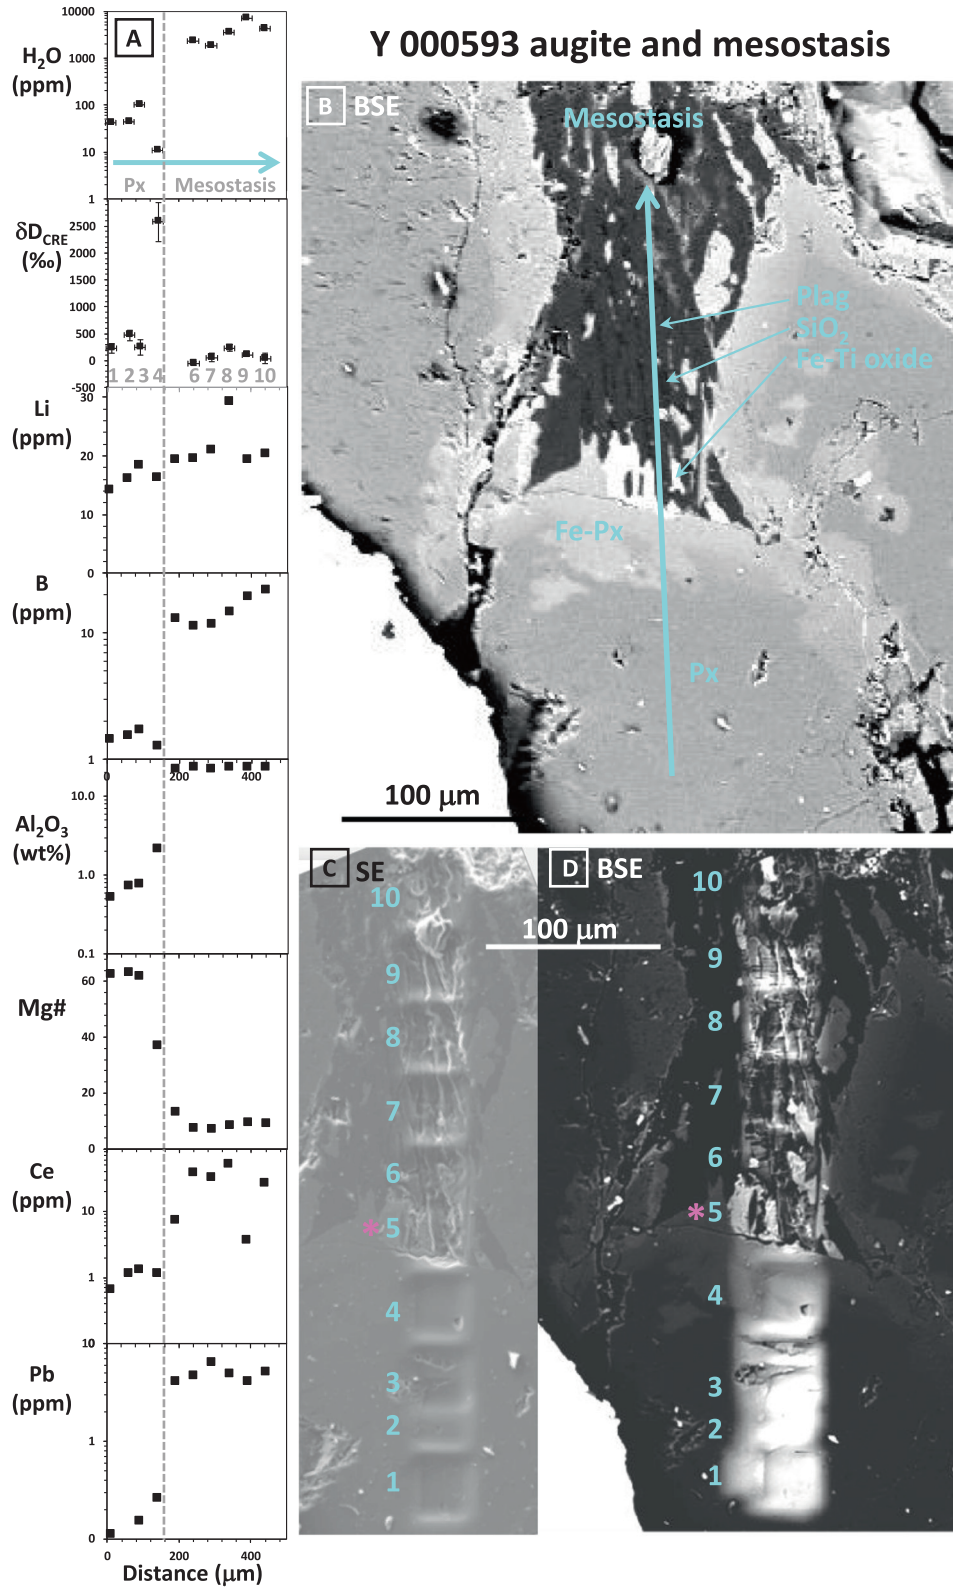 Y 000593 augite and mesostasis
A
H₂O
(ppm)
10000
1000
100
10
1
Px
Mesostasis
δD_CRE
(‰)
2500
2000
1500
1000
500
0
-500
1 2 3 4 6 7 8 9 10
Li
(ppm)
30
20
10
0
B
(ppm)
10
1
0 200 400
Al₂O₃
(wt%)
10.0
1.0
0.1
Mg#
60
40
20
0
Ce
(ppm)
10
1
10
Pb
(ppm)
1
0
0 200 400
Distance (μm)
B BSE
Mesostasis
Plag
SiO₂
Fe-Ti oxide
Fe-Px
Px
100 μm
C SE
10
9
8
7
6
*5
4
3
2
1
D BSE
100 μm
10
9
8
7
6
*5
4
3
2
1